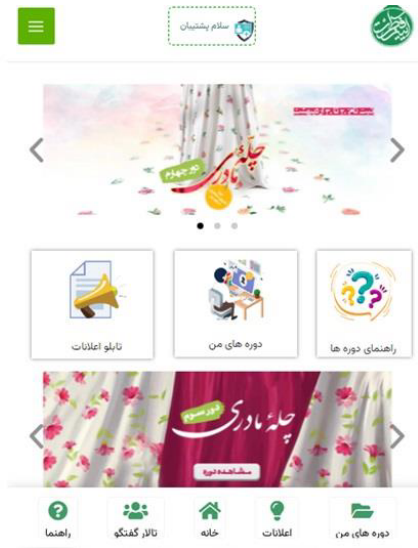 سلام پشتیبان
چلهٔ
مادری
دور چهارم
راهنمای دوره ها
دوره های من
تابلو اعلانات
دور سوم
چلهٔ مادری
مشاهده دوره
دوره های من
اعلانات
خانه
تالار گفتگو
راهنما